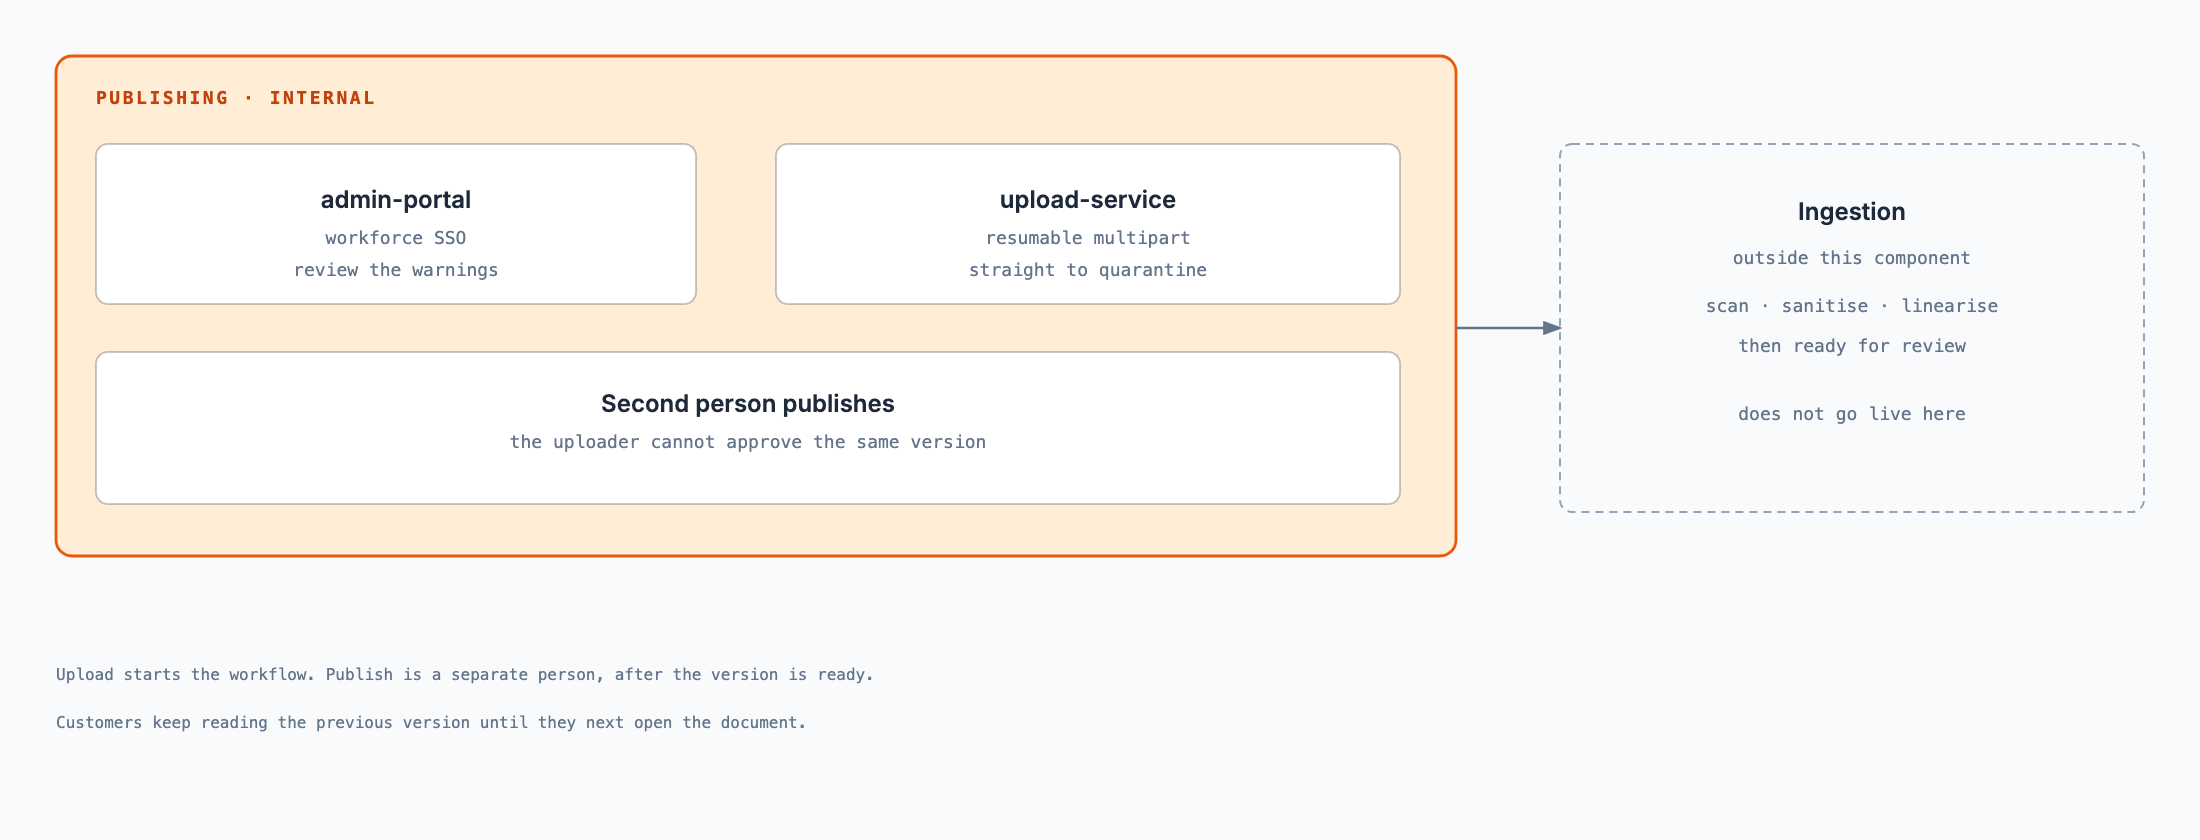 PUBLISHING · INTERNAL
admin-portal
workforce SSO
review the warnings
upload-service
resumable multipart
straight to quarantine
Second person publishes
the uploader cannot approve the same version
Ingestion
outside this component
scan · sanitise · linearise
then ready for review
does not go live here
Upload starts the workflow. Publish is a separate person, after the version is ready.
Customers keep reading the previous version until they next open the document.